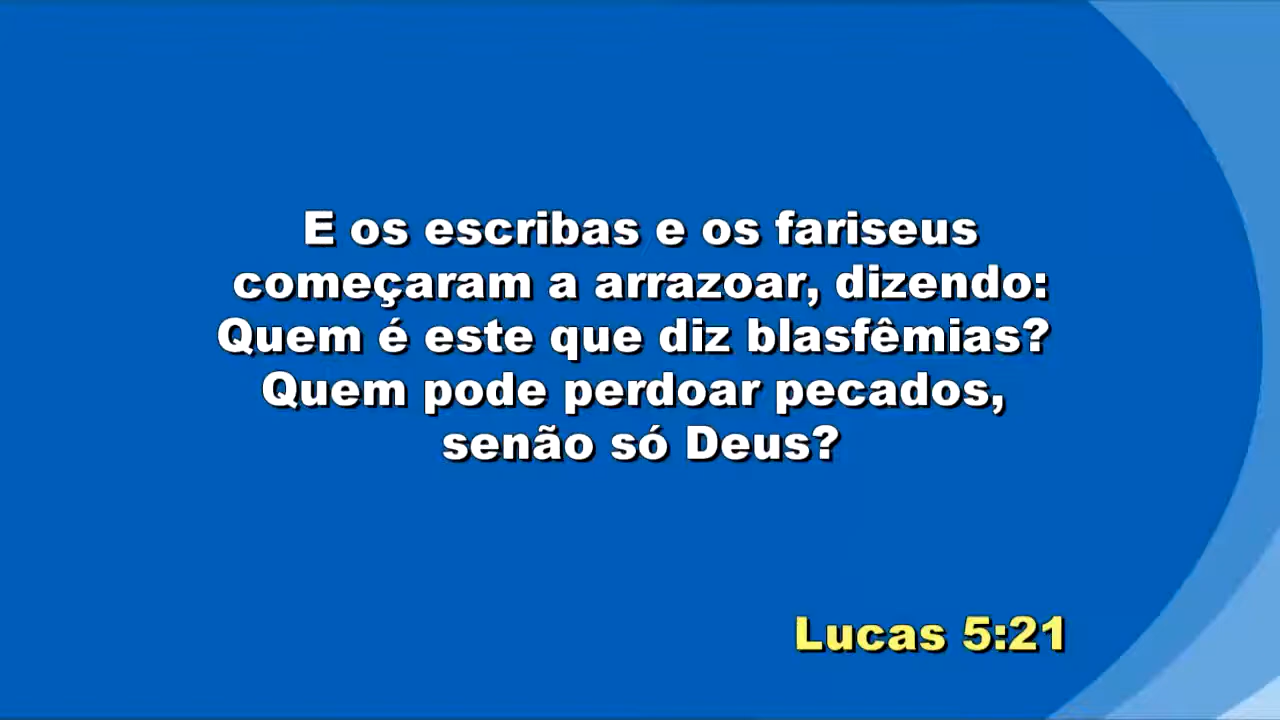 E os escribas e os fariseus
começaram a arrazoar, dizendo:
Quem é este que diz blasfêmias?
Quem pode perdoar pecados,
senão só Deus?
Lucas 5:21